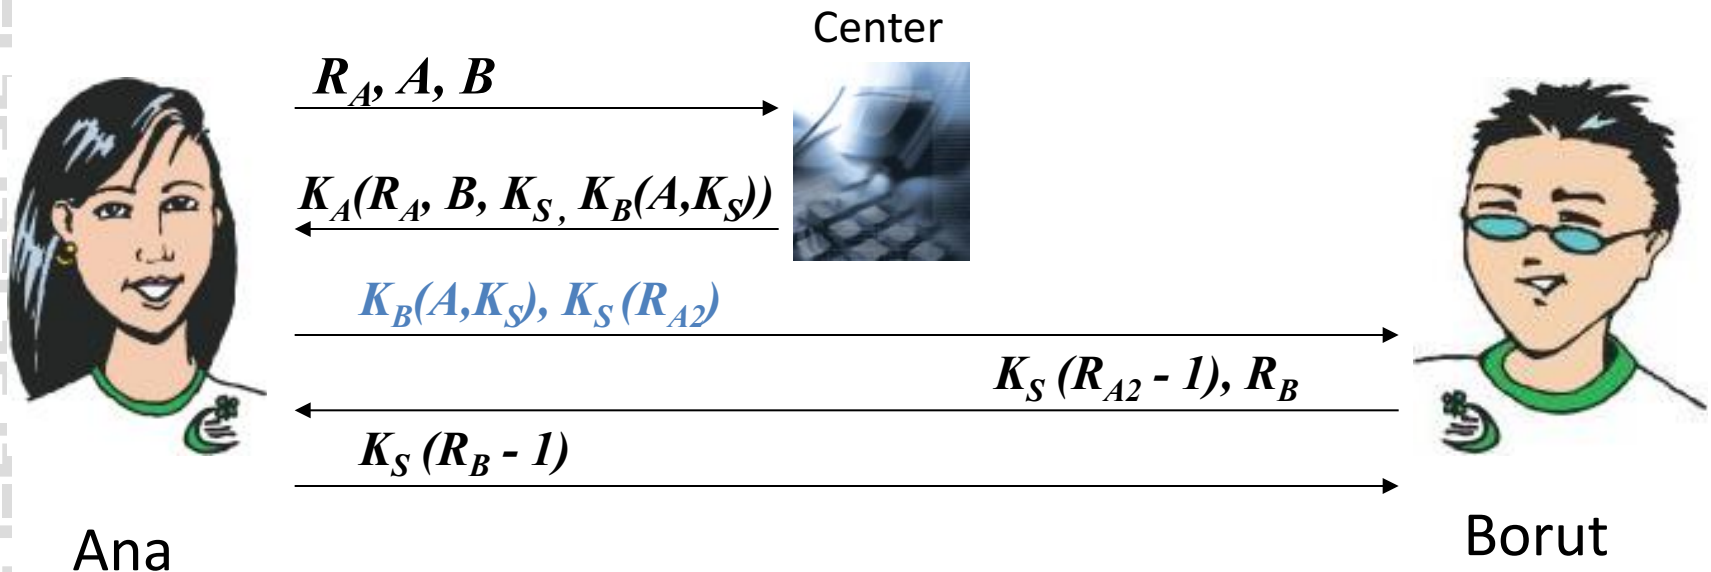 Center
R_A, A, B
K_A(R_A, B, K_S, K_B(A,K_S))
K_B(A,K_S), K_S (R_A2)
K_S (R_A2 - 1), R_B
K_S (R_B - 1)
Ana
Borut